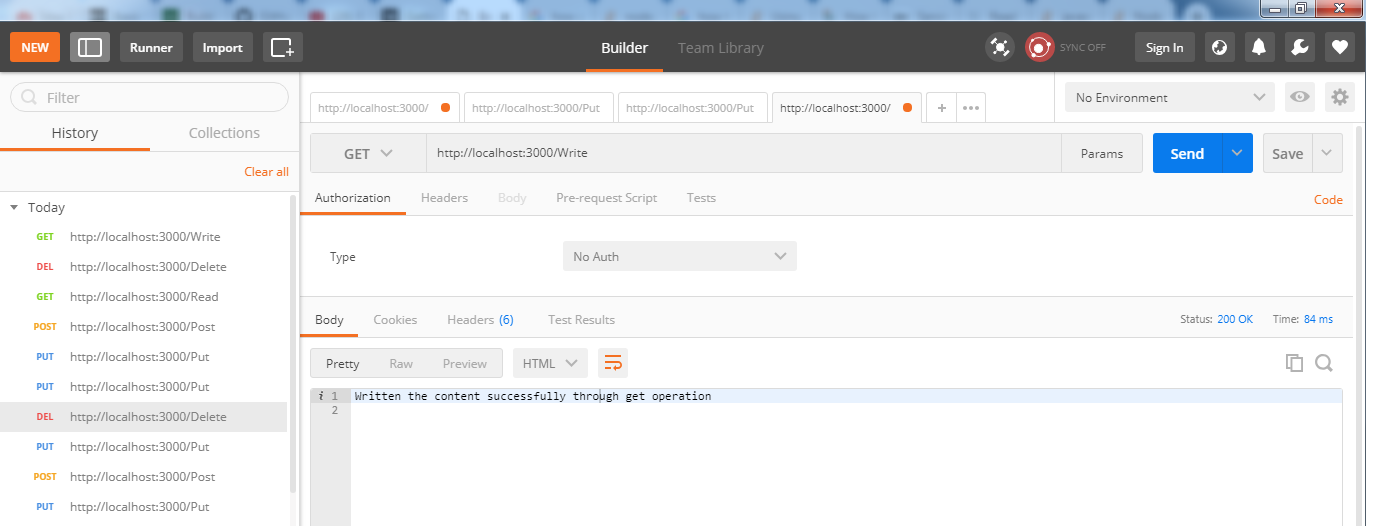 NEW Runner Import Builder Team Library SYNC OFF Sign In
Filter
History Collections
Clear all
Today
GET http://localhost:3000/Write
DEL http://localhost:3000/Delete
GET http://localhost:3000/Read
POST http://localhost:3000/Post
PUT http://localhost:3000/Put
PUT http://localhost:3000/Put
DEL http://localhost:3000/Delete
PUT http://localhost:3000/Put
POST http://localhost:3000/Post
PUT http://localhost:3000/Put
http://localhost:3000/ http://localhost:3000/Put http://localhost:3000/Put http://localhost:3000/ + ••• No Environment
GET http://localhost:3000/Write Params Send Save
Authorization Headers Body Pre-request Script Tests Code
Type No Auth
Body Cookies Headers (6) Test Results Status: 200 OK Time: 84 ms
Pretty Raw Preview HTML
i 1 Written the content successfully through get operation
2